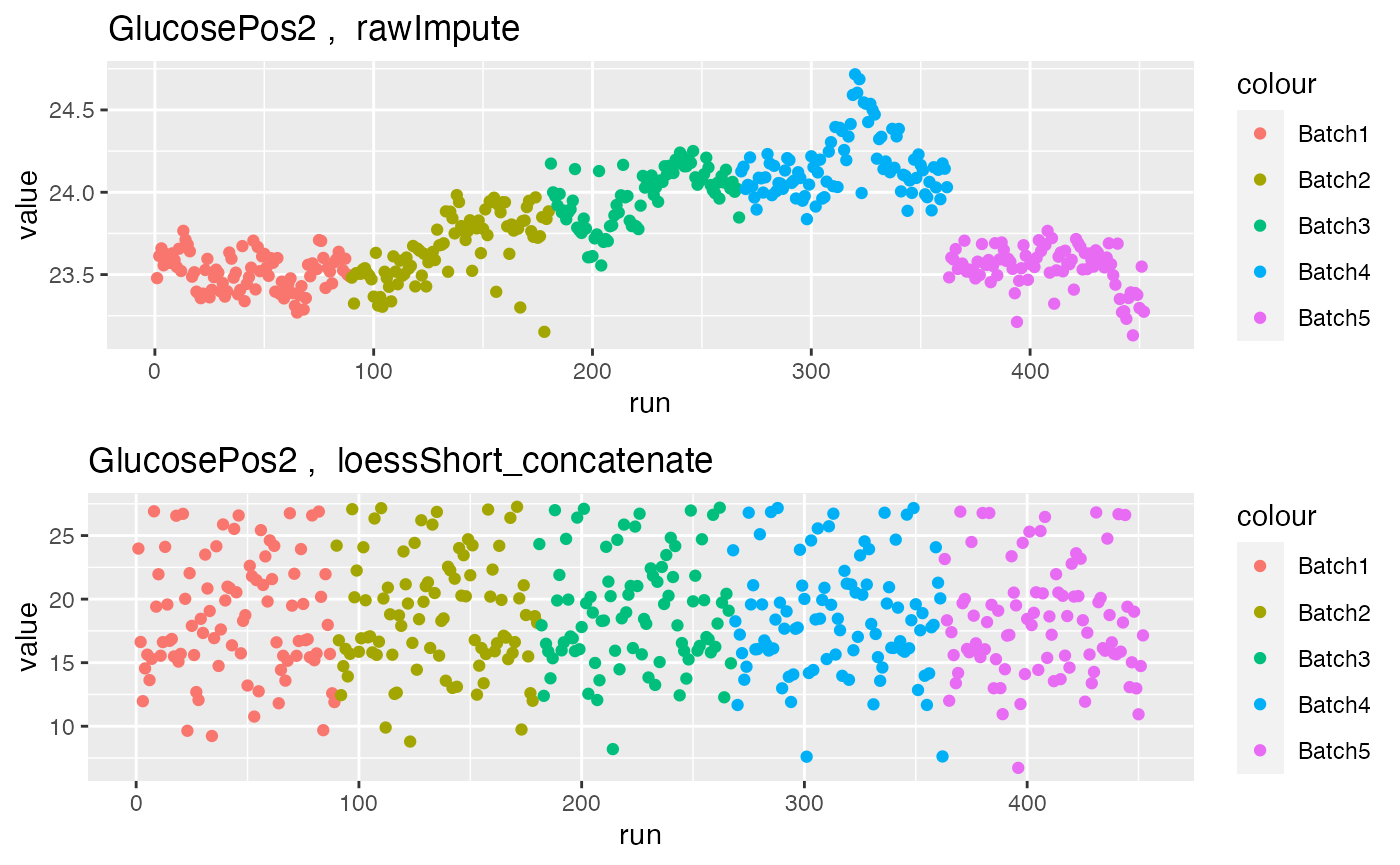 GlucosePos2 ,  rawImpute
value
24.5
24.0
23.5
0 100 200 300 400
run
colour
Batch1
Batch2
Batch3
Batch4
Batch5
GlucosePos2 ,  loessShort_concatenate
value
25
20
15
10
0 100 200 300 400
run
colour
Batch1
Batch2
Batch3
Batch4
Batch5